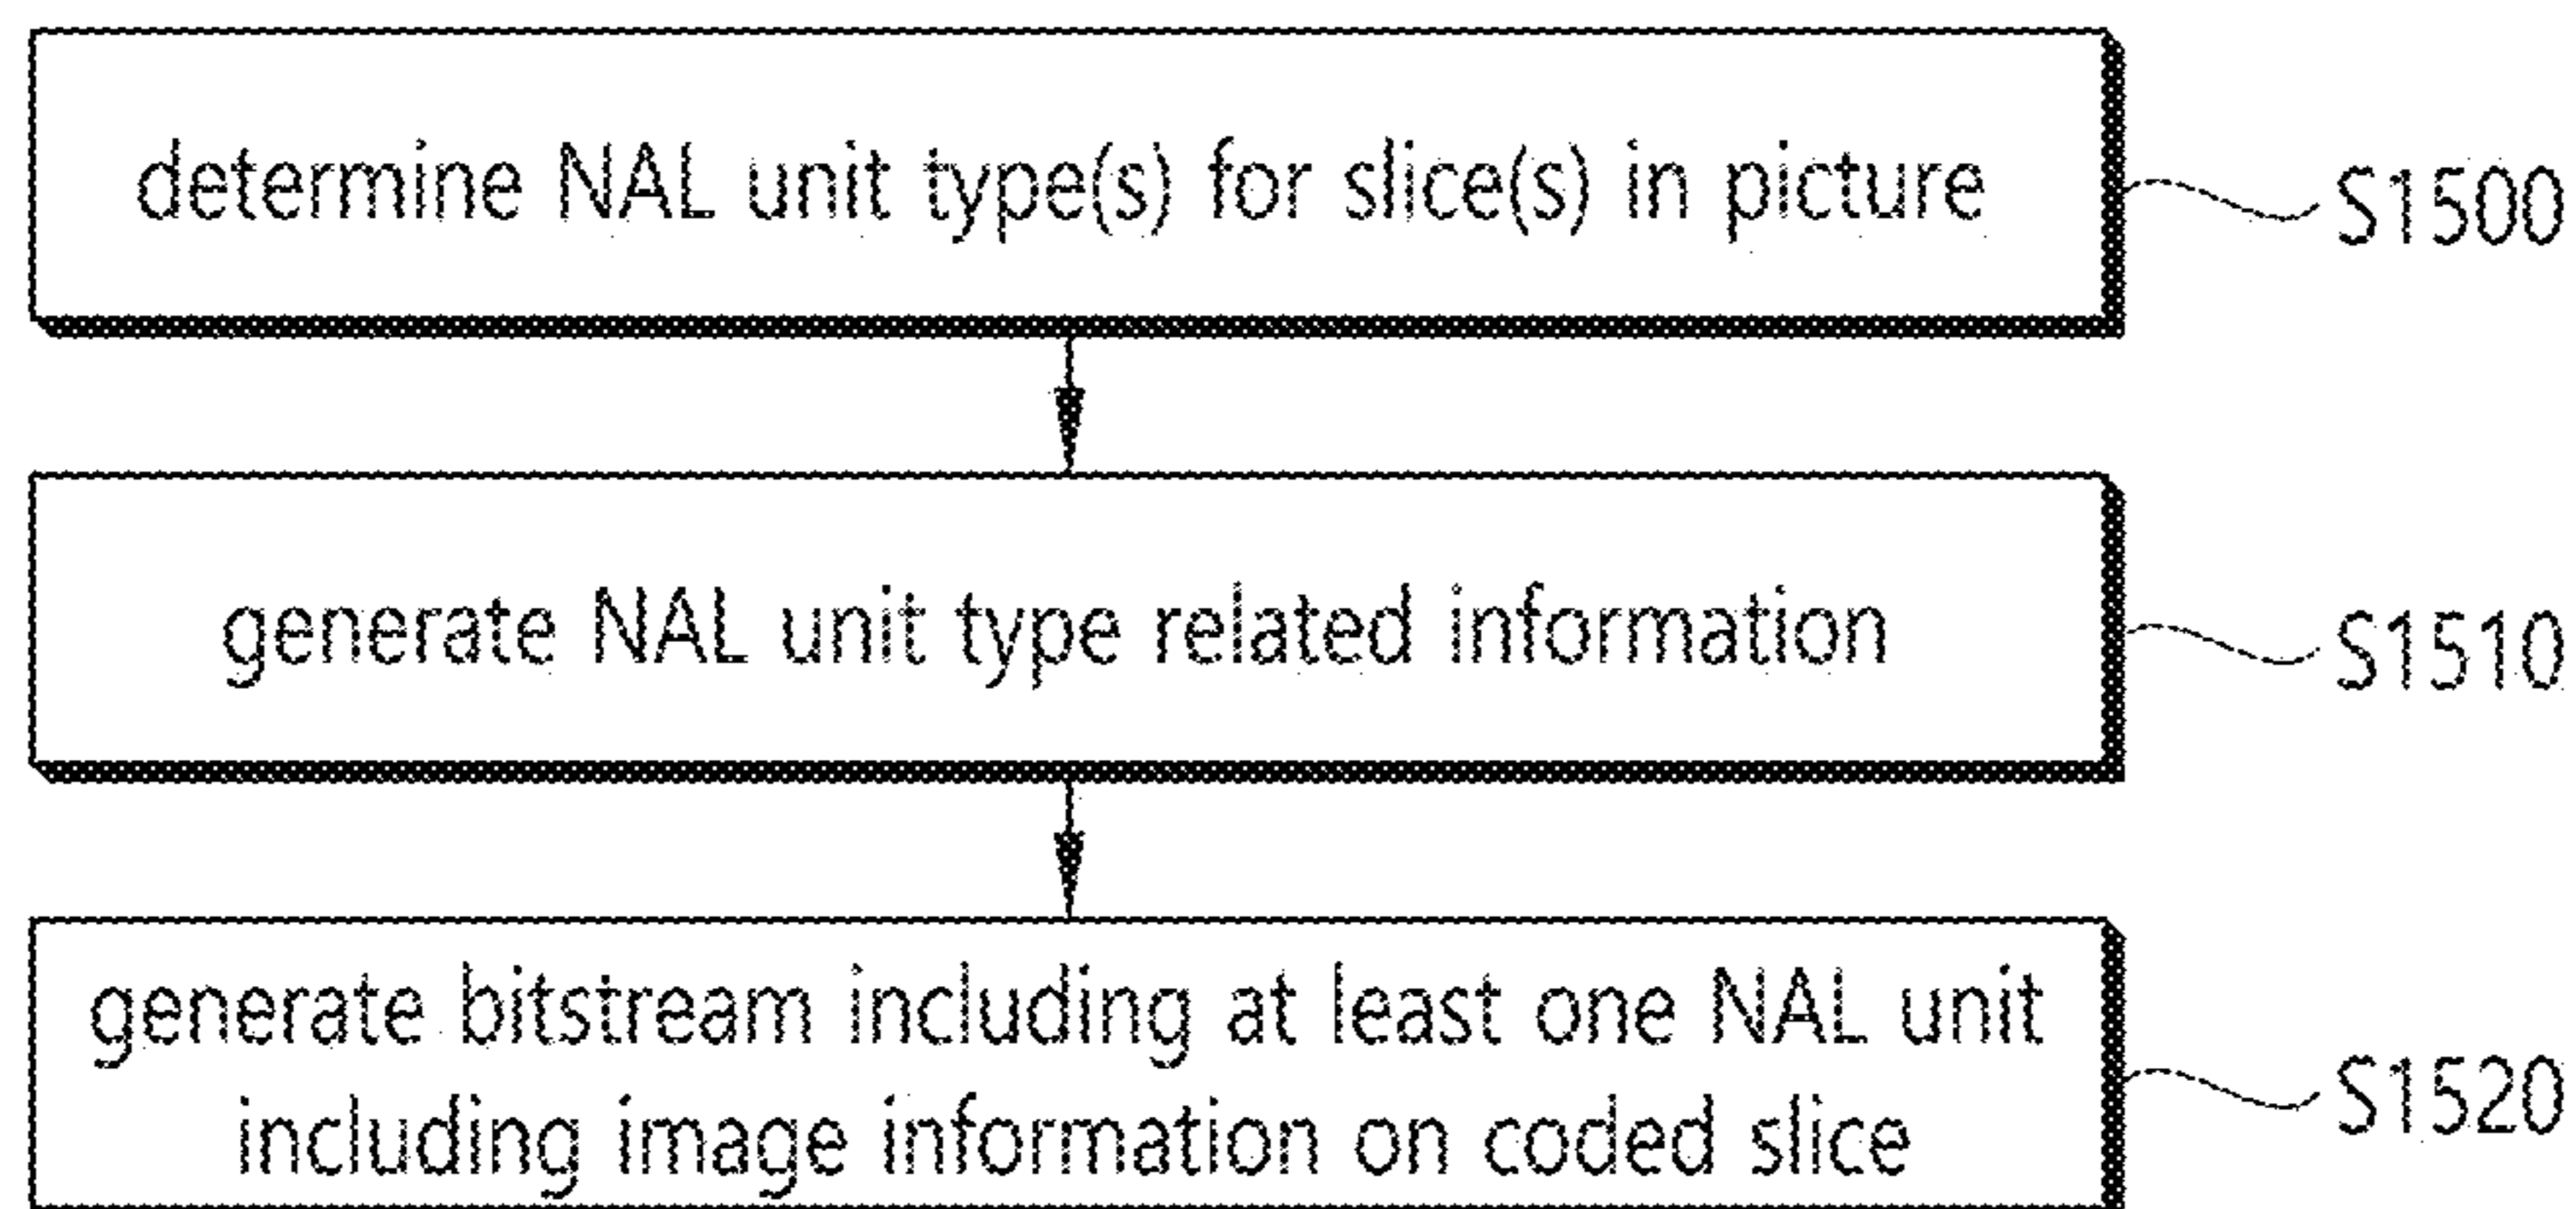 determine NAL unit type(s) for slice(s) in picture
S1500
generate NAL unit type related information
S1510
generate bitstream including at least one NAL unit
including image information on coded slice
S1520